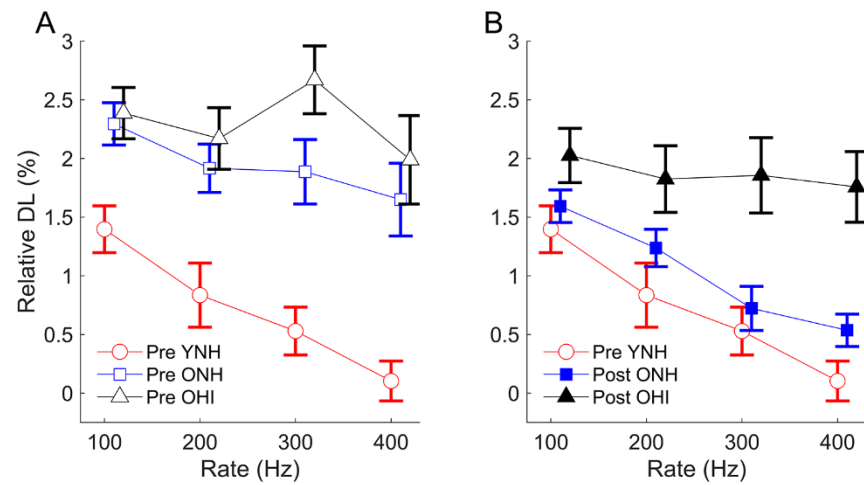 A
3
2.5
2
1.5
1
0.5
0
Relative DL (%)
Pre YNH
Pre ONH
Pre OHI
100 200 300 400
Rate (Hz)
B
3
2.5
2
1.5
1
0.5
0
Pre YNH
Post ONH
Post OHI
100 200 300 400
Rate (Hz)